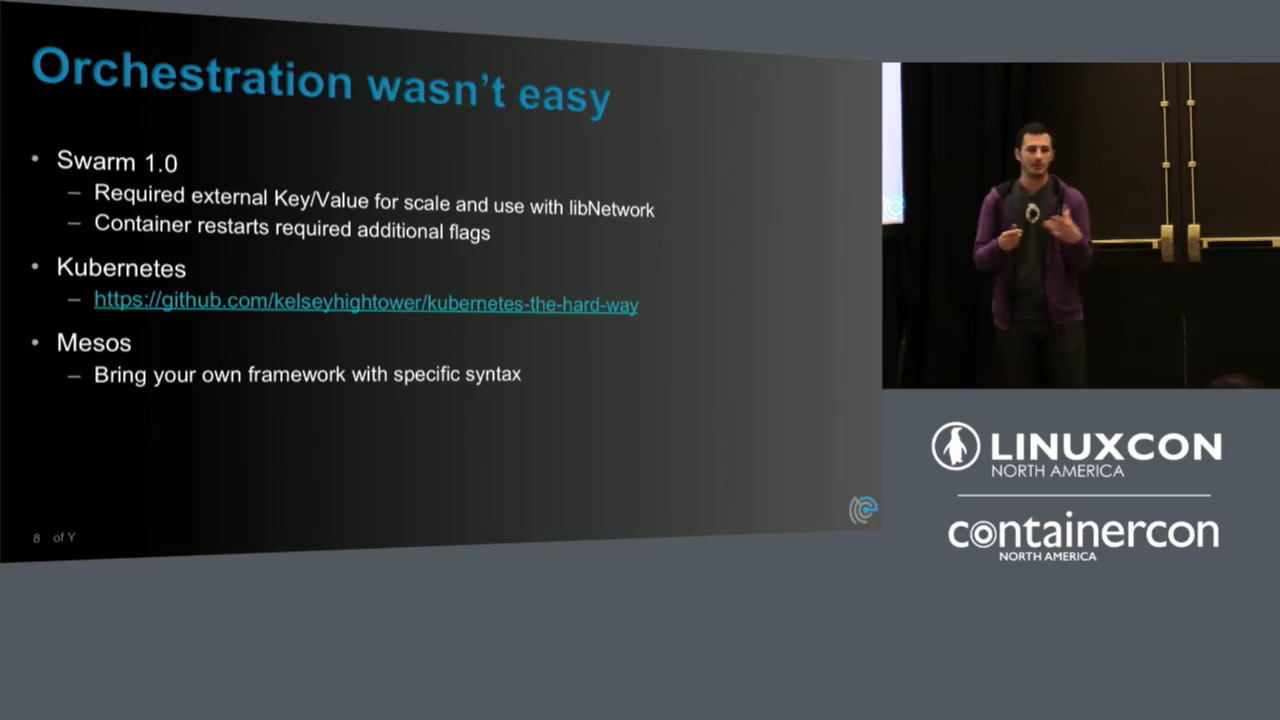 Orchestration wasn't easy
• Swarm 1.0
– Required external Key/Value for scale and use with libNetwork
– Container restarts required additional flags
• Kubernetes
– https://github.com/kelseyhightower/kubernetes-the-hard-way
• Mesos
– Bring your own framework with specific syntax
8 of Y
LINUXCON
NORTH AMERICA
containercon
NORTH AMERICA